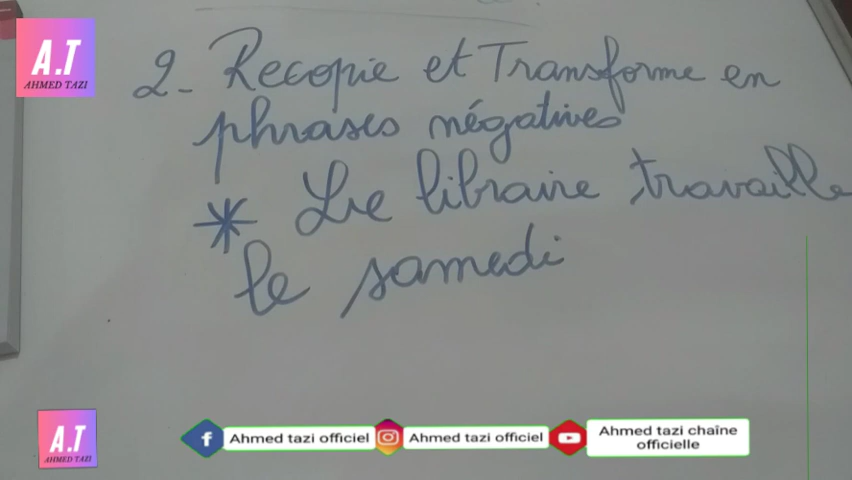 A.T
AHMED TAZI
2- Recopie et Transforme en
phrases négatives
* Le libraire travaille
le samedi
A.T
AHMED TAZI
Ahmed tazi officiel
Ahmed tazi officiel
Ahmed tazi chaîne
officielle